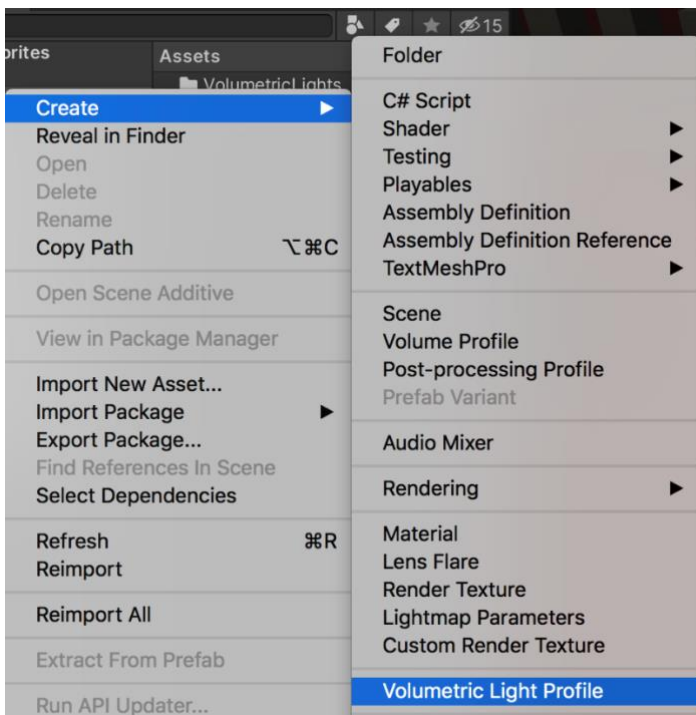 15
orites
Assets
VolumetricLights
Create
Reveal in Finder
Open
Delete
Rename
Copy Path ⌥⌘C
Open Scene Additive
View in Package Manager
Import New Asset...
Import Package
Export Package...
Find References In Scene
Select Dependencies
Refresh ⌘R
Reimport
Reimport All
Extract From Prefab
Run API Updater...
Folder
C# Script
Shader
Testing
Playables
Assembly Definition
Assembly Definition Reference
TextMeshPro
Scene
Volume Profile
Post-processing Profile
Prefab Variant
Audio Mixer
Rendering
Material
Lens Flare
Render Texture
Lightmap Parameters
Custom Render Texture
Volumetric Light Profile